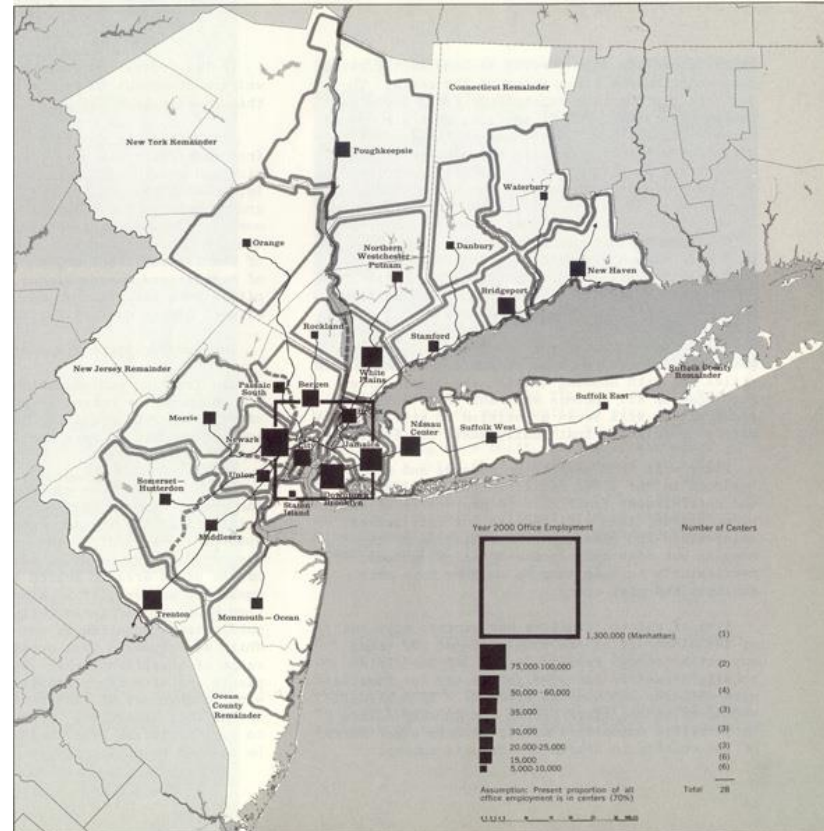 Connecticut Remainder
New York Remainder
Poughkeepsie
Waterbury
Orange
Northern
Westchester
Putnam
Danbury
New Haven
Bridgeport
Rockland
Stamford
White
Plains
New Jersey Remainder
Suffolk County
Remainder
Passaic
South
Bergen
Suffolk East
Morris
Nassau
Center
Suffolk West
Newark
Jamaica
Union
Somerset—
Hunterdon
Staten
Island
Downtown
Brooklyn
Middlesex
Trenton
Monmouth—Ocean
Ocean
County
Remainder
Year 2000 Office Employment Number of Centers
1,300,000 (Manhattan) (1)
75,000-100,000 (2)
50,000-60,000 (4)
35,000 (3)
30,000 (3)
20,000-25,000 (3)
15,000 (6)
5,000-10,000 (6)
Assumption: Present proportion of all
office employment is in centers (70%)
Total 28